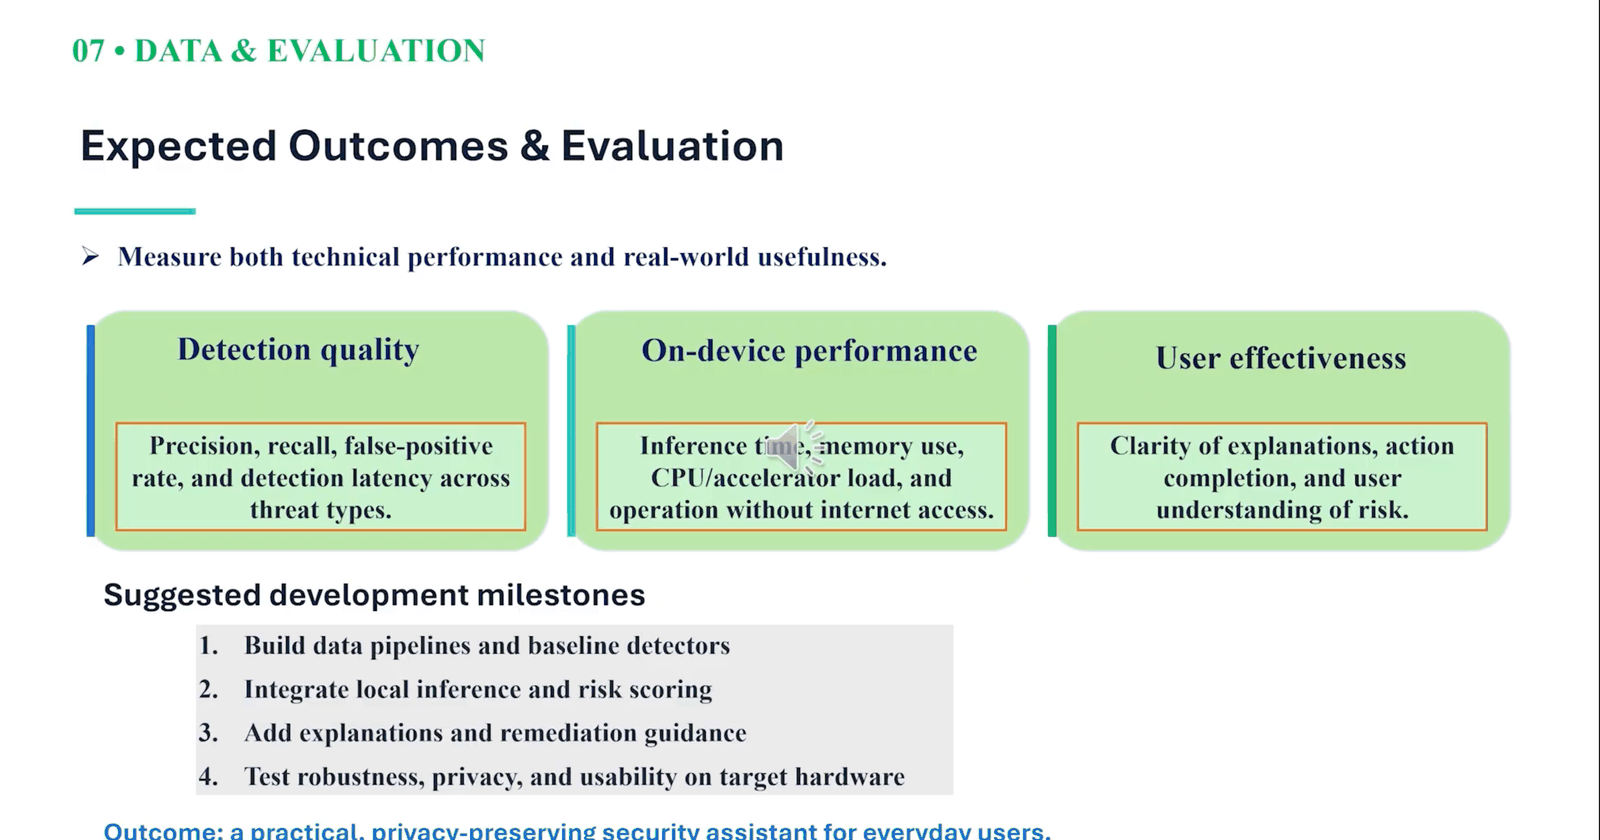 07 • DATA & EVALUATION
Expected Outcomes & Evaluation
➢ Measure both technical performance and real-world usefulness.
Detection quality
Precision, recall, false-positive
rate, and detection latency across
threat types.
On-device performance
Inference time, memory use,
CPU/accelerator load, and
operation without internet access.
User effectiveness
Clarity of explanations, action
completion, and user
understanding of risk.
Suggested development milestones
1. Build data pipelines and baseline detectors
2. Integrate local inference and risk scoring
3. Add explanations and remediation guidance
4. Test robustness, privacy, and usability on target hardware
Outcome: a practical, privacy-preserving security assistant for everyday users.